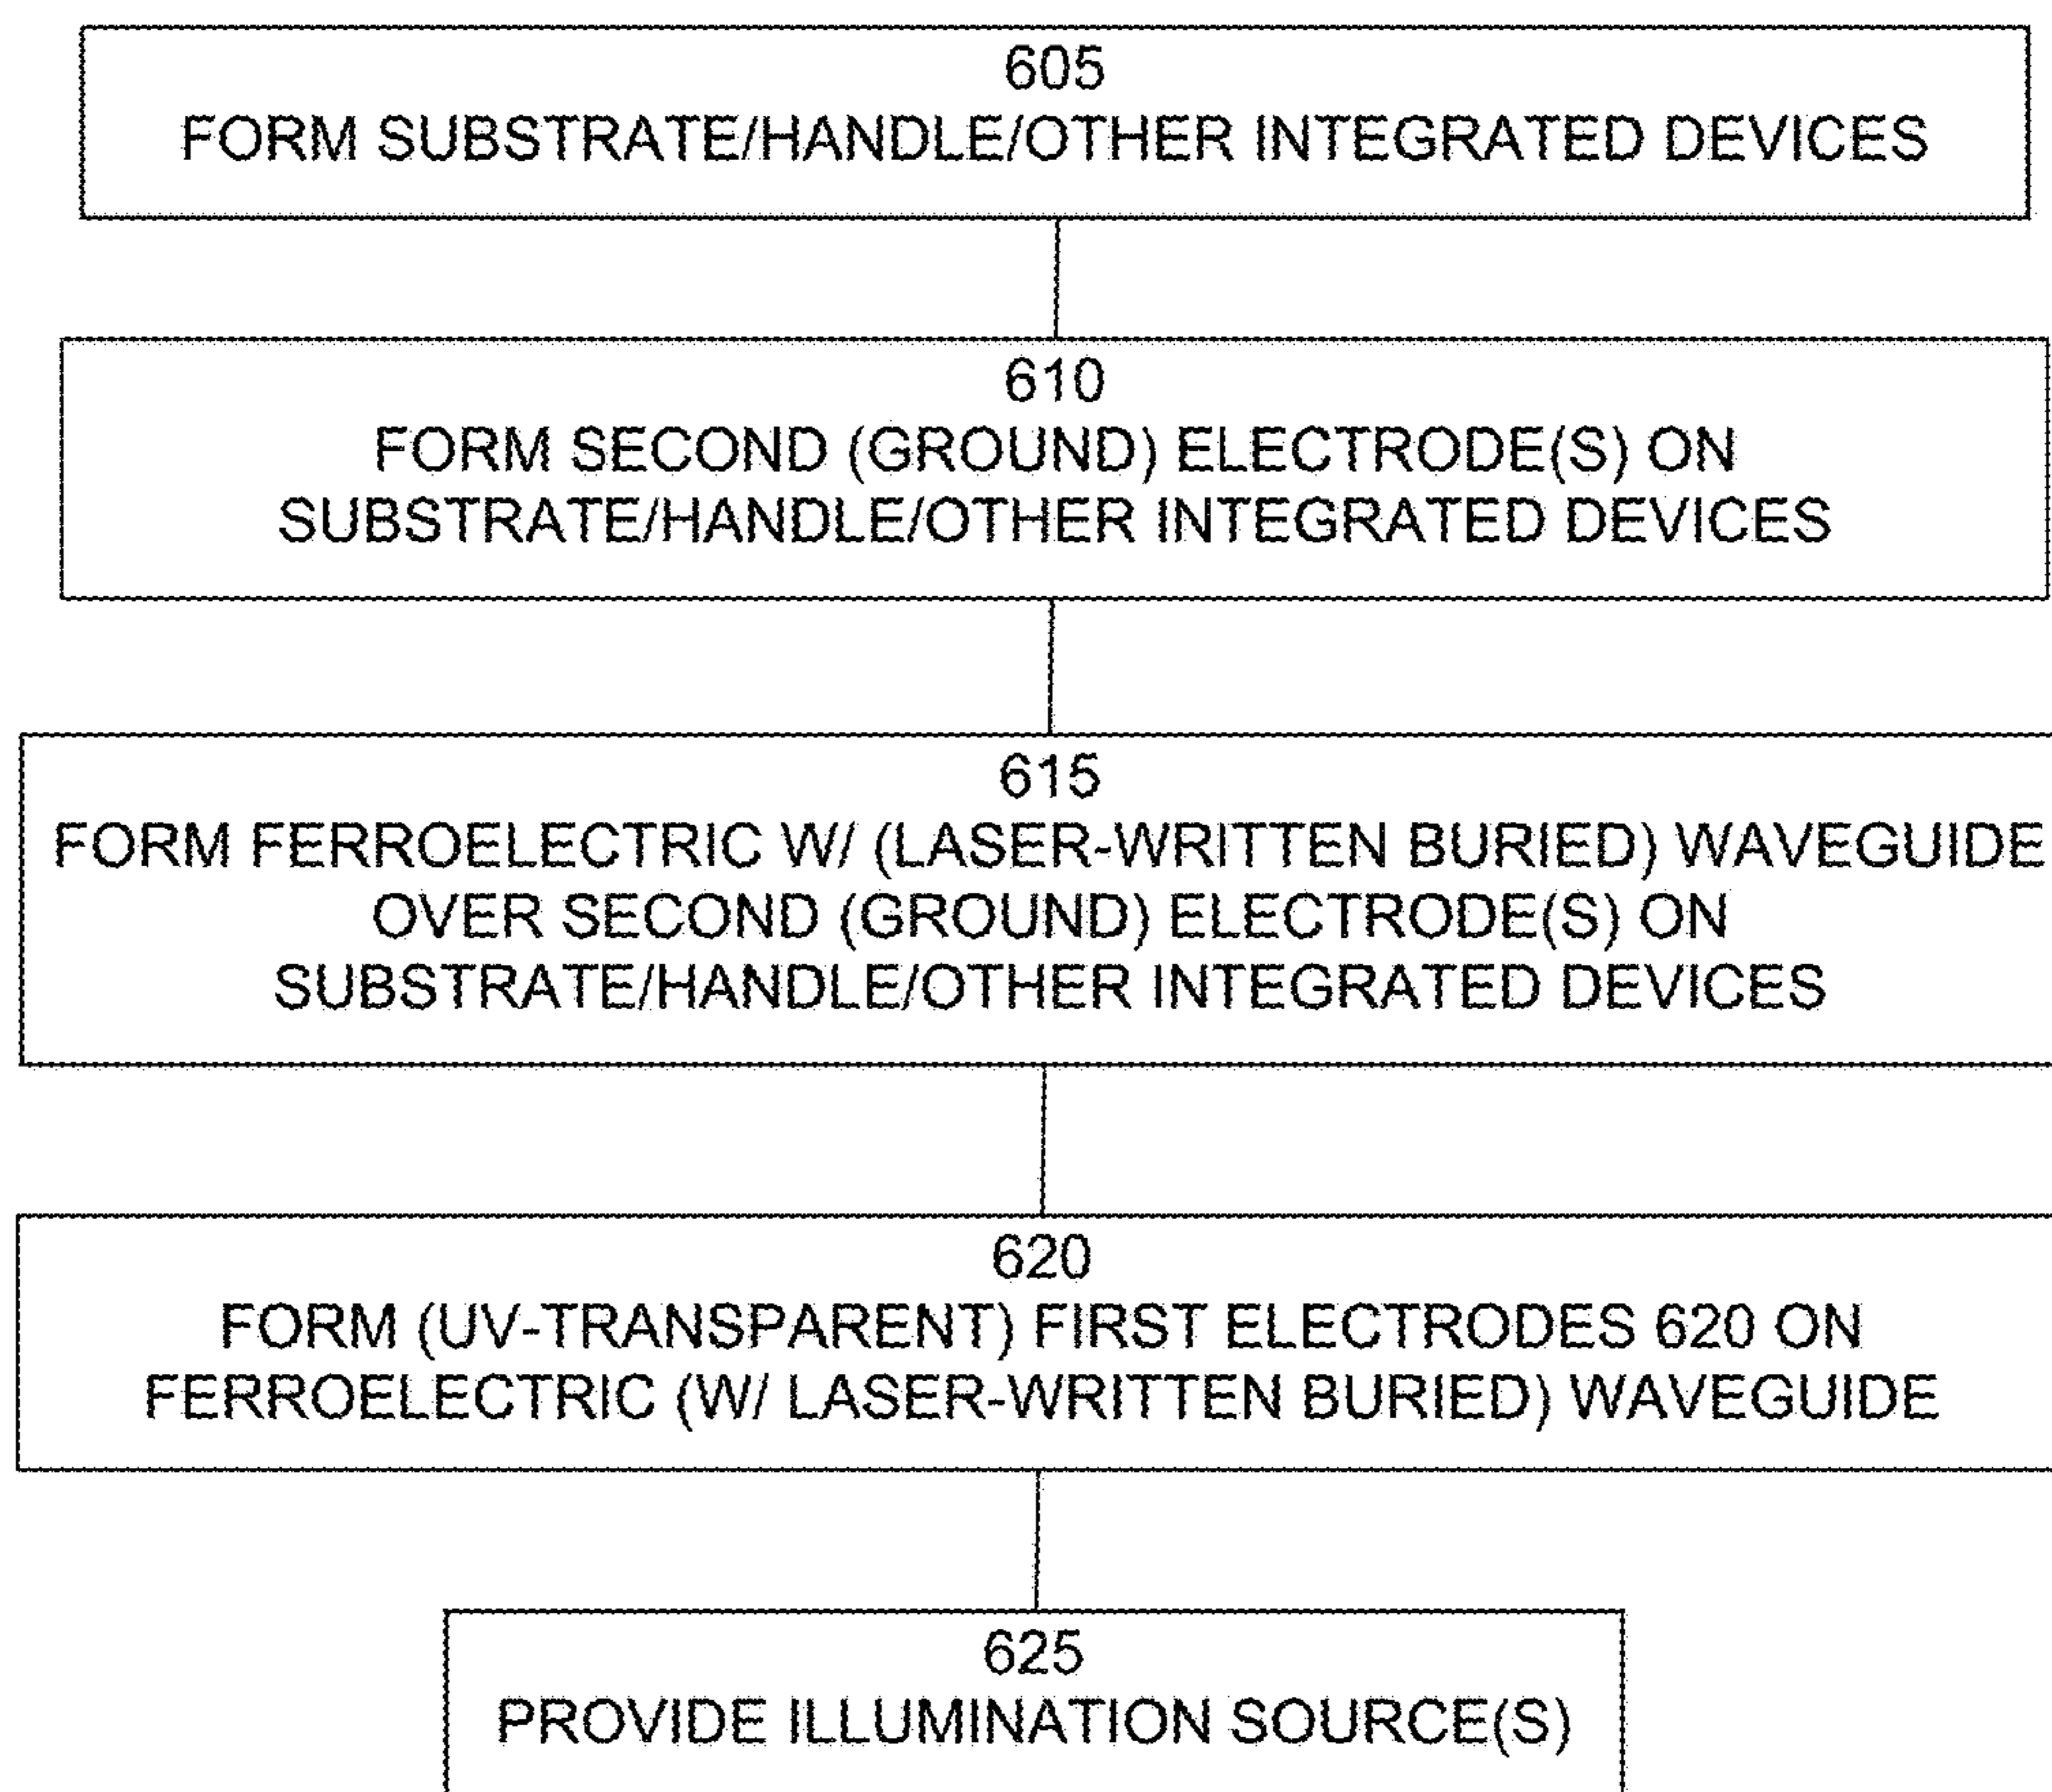 605
FORM SUBSTRATE/HANDLE/OTHER INTEGRATED DEVICES
610
FORM SECOND (GROUND) ELECTRODE(S) ON
SUBSTRATE/HANDLE/OTHER INTEGRATED DEVICES
615
FORM FERROELECTRIC W/ (LASER-WRITTEN BURIED) WAVEGUIDE
OVER SECOND (GROUND) ELECTRODE(S) ON
SUBSTRATE/HANDLE/OTHER INTEGRATED DEVICES
620
FORM (UV-TRANSPARENT) FIRST ELECTRODES 620 ON
FERROELECTRIC (W/ LASER-WRITTEN BURIED) WAVEGUIDE
625
PROVIDE ILLUMINATION SOURCE(S)